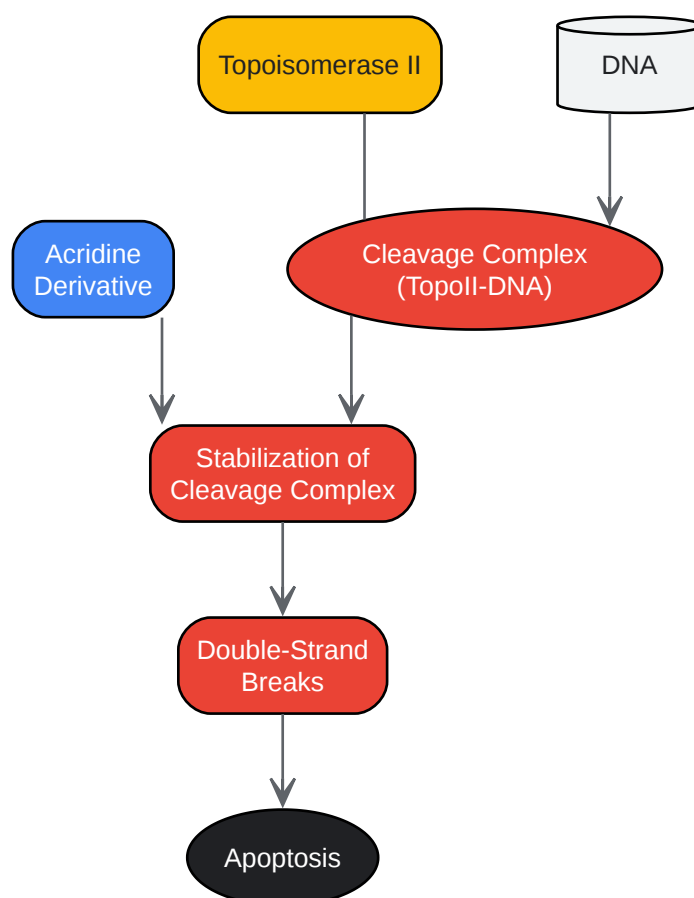 Topoisomerase II
DNA
Acridine
Derivative
Cleavage Complex
(TopoII-DNA)
Stabilization of
Cleavage Complex
Double-Strand
Breaks
Apoptosis